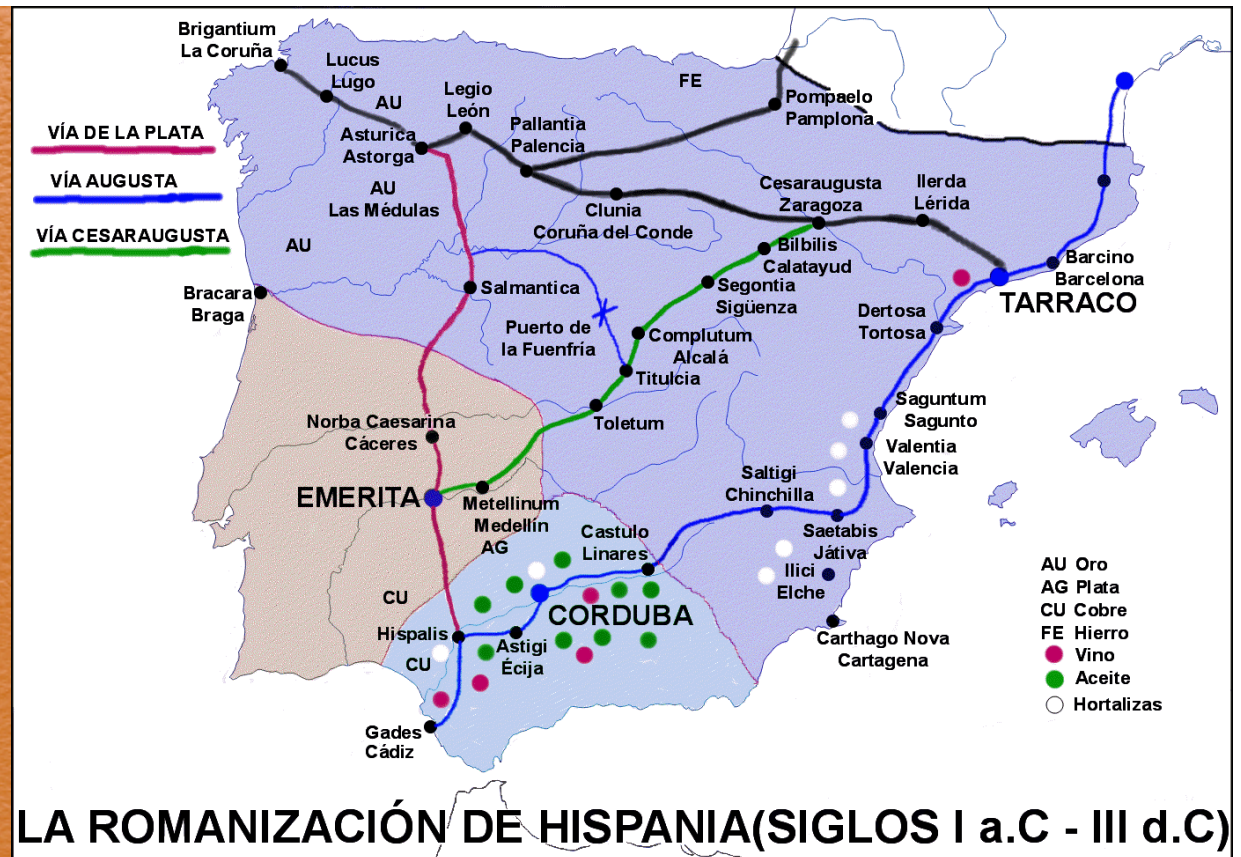 Brigantium
La Coruña
Lucus
Lugo
AU
Legio
León
FE
Pompaelo
Pamplona
VÍA DE LA PLATA
Asturica
Astorga
Pallantia
Palencia
VÍA AUGUSTA
AU
Las Médulas
Cesaraugusta
Zaragoza
Ilerda
Lérida
VÍA CESARAUGUSTA
AU
Clunia
Coruña del Conde
Bilbilis
Calatayud
Barcino
Barcelona
Bracara
Braga
Salmantica
Segontia
Sigüenza
TARRACO
Puerto de
la Fuenfría
Complutum
Alcalá
Dertosa
Tortosa
Titulcia
Norba Caesarina
Cáceres
Toletum
Saguntum
Sagunto
Valentia
Valencia
EMERITA
Metellinum
Medellín
AG
Saltigi
Chinchilla
Castulo
Linares
Saetabis
Játiva
Ilici
Elche
CU
CORDUBA
Hispalis
CU
Astigi
Écija
Carthago Nova
Cartagena
Gades
Cádiz
AU Oro
AG Plata
CU Cobre
FE Hierro
Vino
Aceite
Hortalizas
LA ROMANIZACIÓN DE HISPANIA(SIGLOS I a.C - III d.C)